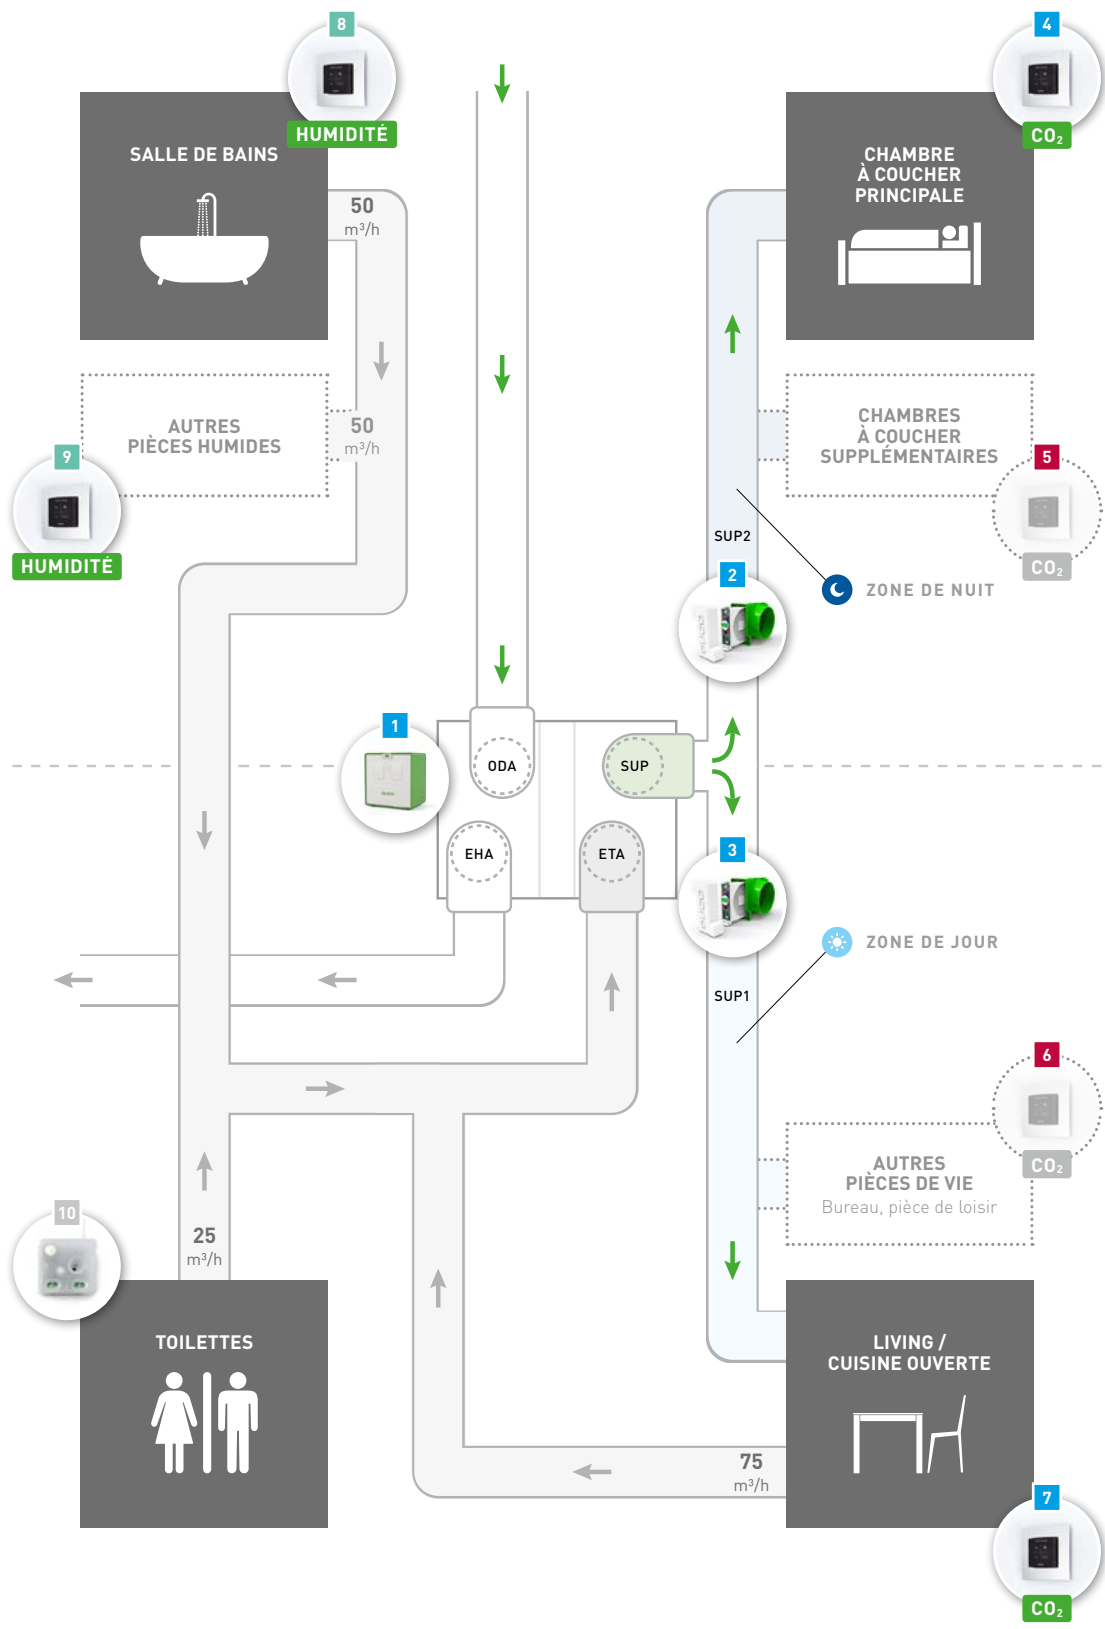 8
4
HUMIDITÉ
CO₂
SALLE DE BAINS
CHAMBRE
À COUCHER
PRINCIPALE
50
m³/h
AUTRES
PIÈCES HUMIDES
50
m³/h
CHAMBRES
À COUCHER
SUPPLÉMENTAIRES
9
5
HUMIDITÉ
CO₂
SUP2
2
ZONE DE NUIT
1
ODA
SUP
EHA
ETA
3
ZONE DE JOUR
SUP1
6
CO₂
AUTRES
PIÈCES DE VIE
Bureau, pièce de loisir
10
25
m³/h
TOILETTES
LIVING /
CUISINE OUVERTE
75
m³/h
7
CO₂